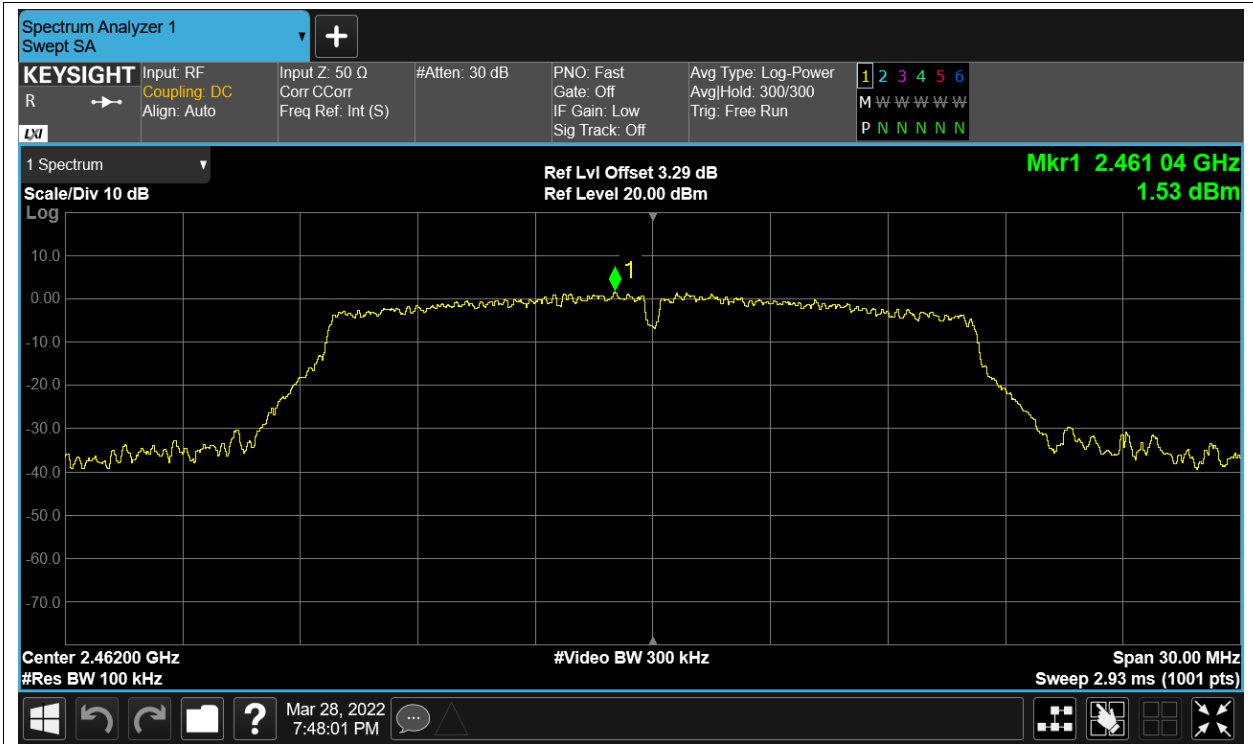 Spectrum Analyzer 1
Swept SA
+
KEYSIGHT
R
LXI
Input: RF
Coupling: DC
Align: Auto
Input Z: 50 Ω
Corr CCorr
Freq Ref: Int (S)
#Atten: 30 dB
PNO: Fast
Gate: Off
IF Gain: Low
Sig Track: Off
Avg Type: Log-Power
Avg|Hold: 300/300
Trig: Free Run
1 2 3 4 5 6
M W W W W W
P N N N N N
1 Spectrum
Scale/Div 10 dB
Ref Lvl Offset 3.29 dB
Ref Level 20.00 dBm
Mkr1 2.461 04 GHz
1.53 dBm
Log
1
10.0
0.00
-10.0
-20.0
-30.0
-40.0
-50.0
-60.0
-70.0
Center 2.46200 GHz
#Video BW 300 kHz
Span 30.00 MHz
#Res BW 100 kHz
Sweep 2.93 ms (1001 pts)
?
Mar 28, 2022
7:48:01 PM